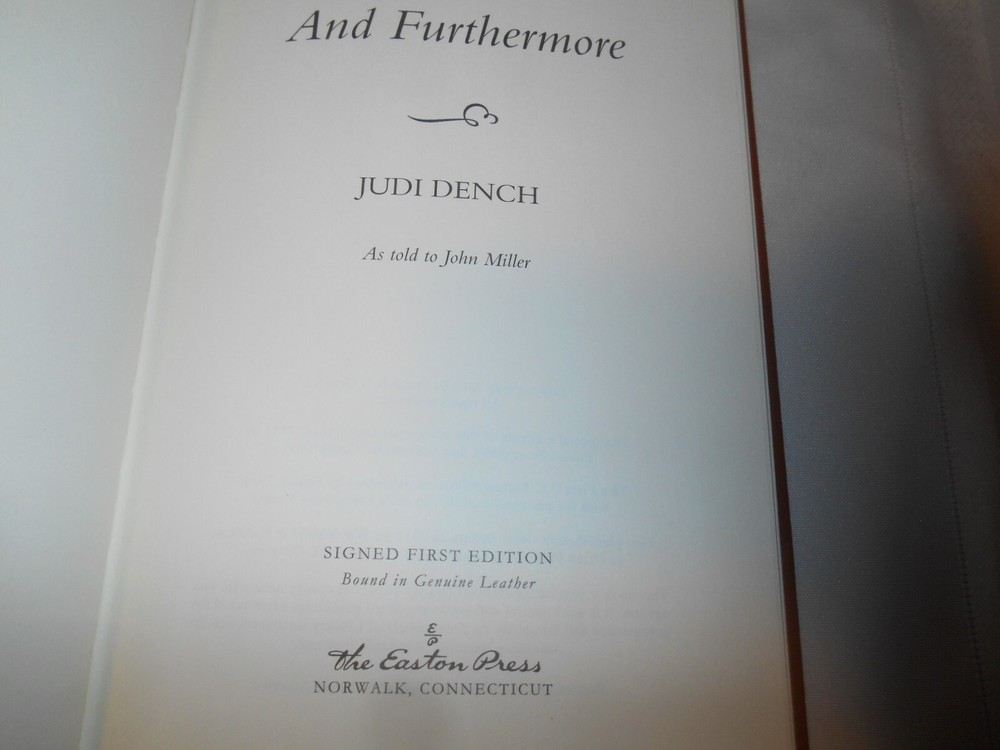 And Furthermore
JUDI DENCH
As told to John Miller
SIGNED FIRST EDITION
Bound in Genuine Leather
E
P
The Easton Press
NORWALK, CONNECTICUT